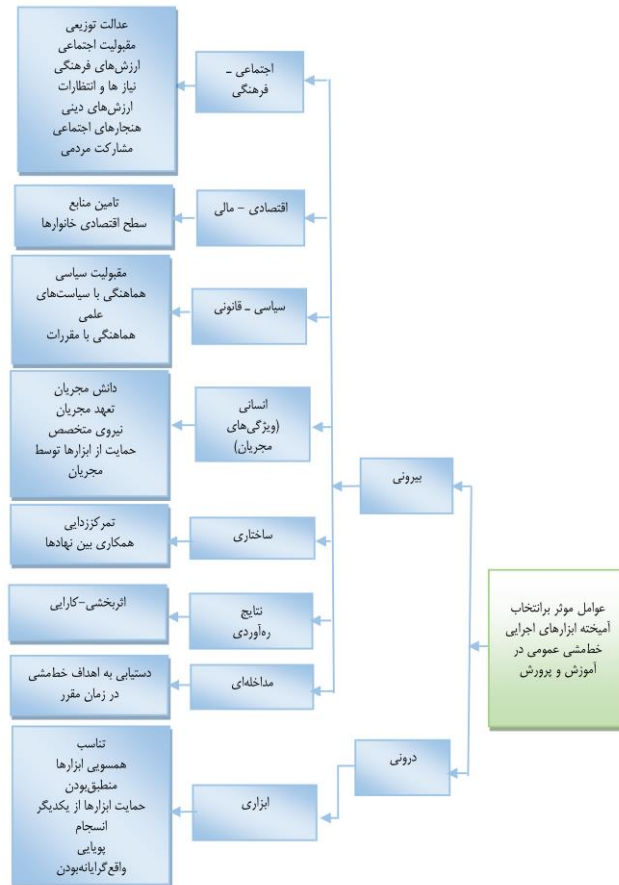 عوامل موثر برانتخاب
آمیخته ابزارهای اجرایی
خط‌مشی عمومی در
آموزش و پرورش
بیرونی
اجتماعی ـ
فرهنگی
عدالت توزیعی
مقبولیت اجتماعی
ارزش‌های فرهنگی
نیاز ها و انتظارات
ارزش‌های دینی
هنجارهای اجتماعی
مشارکت مردمی
اقتصادی – مالی
تامین منابع
سطح اقتصادی خانوارها
سیاسی ـ قانونی
مقبولیت سیاسی
هماهنگی با سیاست‌های
علمی
هماهنگی با مقررات
انسانی
(ویژگی‌های
مجریان)
دانش مجریان
تعهد مجریان
نیروی متخصص
حمایت از ابزارها توسط
مجریان
ساختاری
تمرکززدایی
همکاری بین نهادها
نتایج
ره‌آوردی
اثربخشی-کارایی
مداخله‌ای
دستیابی به اهداف خط‌مشی
در زمان مقرر
درونی
ابزاری
تناسب
همسویی ابزارها
منطبق‌بودن
حمایت ابزارها از یکدیگر
انسجام
پویایی
واقع‌گرایانه‌بودن